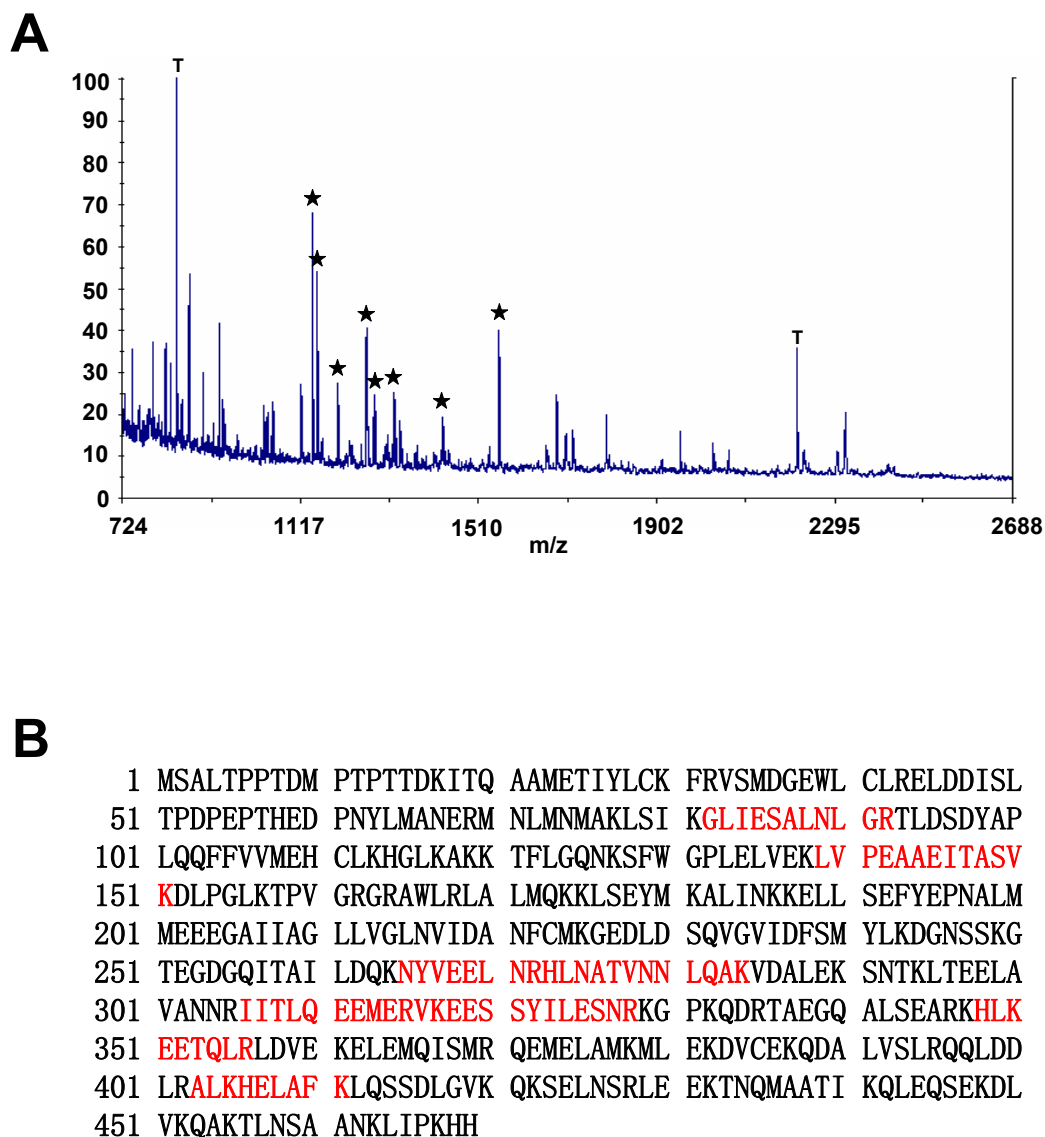 A
T
100
90
80
70
60
50
40
30
20
10
0
T
724 1117 1510 1902 2295 2688
m/z
B
1 MSALTPPTDM PTPTTDKITQ AAMETIYLCK FRVSMDGEWL CLRELDDISL
51 TPDPEPTHED PNYLMANERM NLMNMAKLSI KGLIESALNL GRTLDSDYAP
101 LQQFFVVMEH CLKHGLKAKK TFLGQNKSFW GPLELVEKLV PEAAEITASV
151 KDLPGLKTPV GRGRAWLRLA LMQKKLSEYM KALINKKELL SEFYEPNALM
201 MEEEGAIIAG LLVGLNVIDA NFCMKGEDLD SQVGVIDFSM YLKDGNSSKG
251 TEGDGQITAI LDQKNYVEEL NRHLNATVNN LQAKVDALEK SNTKLTEELA
301 VANNRIITLQ EEMERVKEES SYILESNRKG PKQDRTAEGQ ALSEARKHLK
351 EETQLRLDVE KELEMQISMR QEMELAMKML EKDVCEKQDA LVSLRQQLDD
401 LRALKHELAF KLQSSDLGVK QKSELNSRLE EKTNQMAATI KQLEQSEKDL
451 VKQAKTLNSA ANKLIPKHH